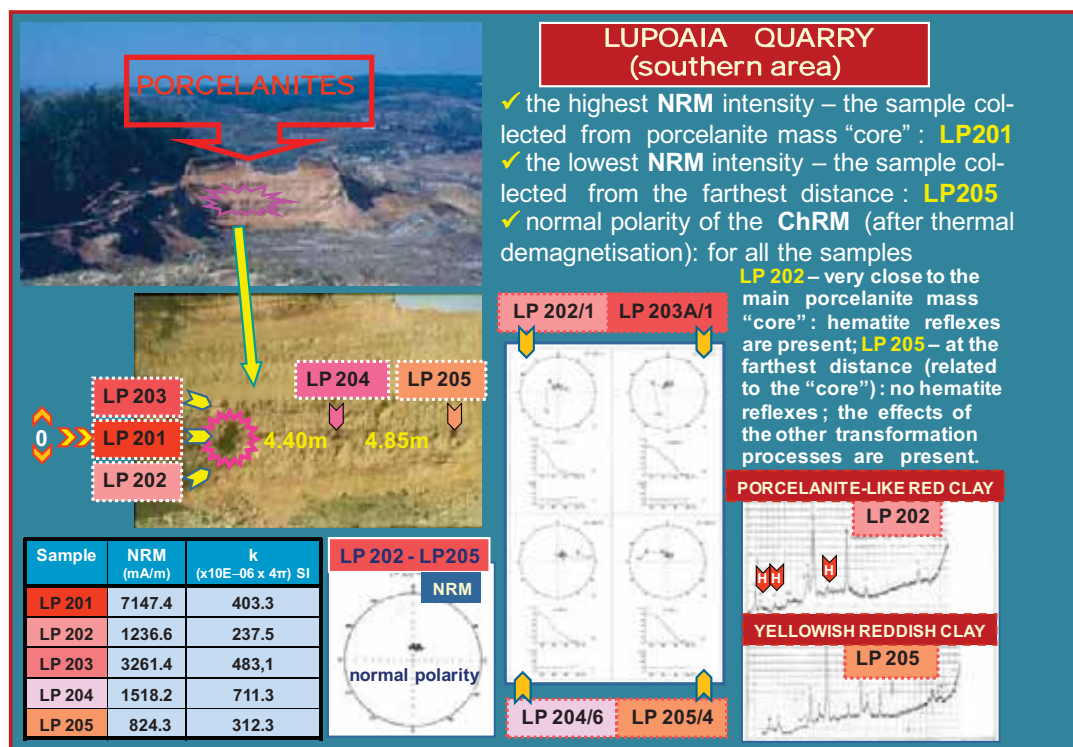 PORCELANITES
LUPOAIA QUARRY
(southern area)
✓ the highest NRM intensity – the sample col-
lected from porcelanite mass “core” : LP201
✓ the lowest NRM intensity – the sample col-
lected from the farthest distance : LP205
✓ normal polarity of the ChRM (after thermal
demagnetisation): for all the samples
LP 202 – very close to the
main porcelanite mass
“core” : hematite reflexes
are present; LP 205 – at the
farthest distance (related
to the “core”) : no hematite
reflexes ; the effects of
the other transformation
processes are present.
LP 203
0 LP 201
LP 202
4.40m 4.85m
LP 204 LP 205
LP 202/1 LP 203A/1
LP 204/6 LP 205/4
PORCELANITE-LIKE RED CLAY
LP 202
H H H
YELLOWISH REDDISH CLAY
LP 205
Sample NRM k
(mA/m) (x10E–06 x 4π) SI
LP 201 7147.4 403.3
LP 202 1236.6 237.5
LP 203 3261.4 483,1
LP 204 1518.2 711.3
LP 205 824.3 312.3
LP 202 - LP205
NRM
normal polarity